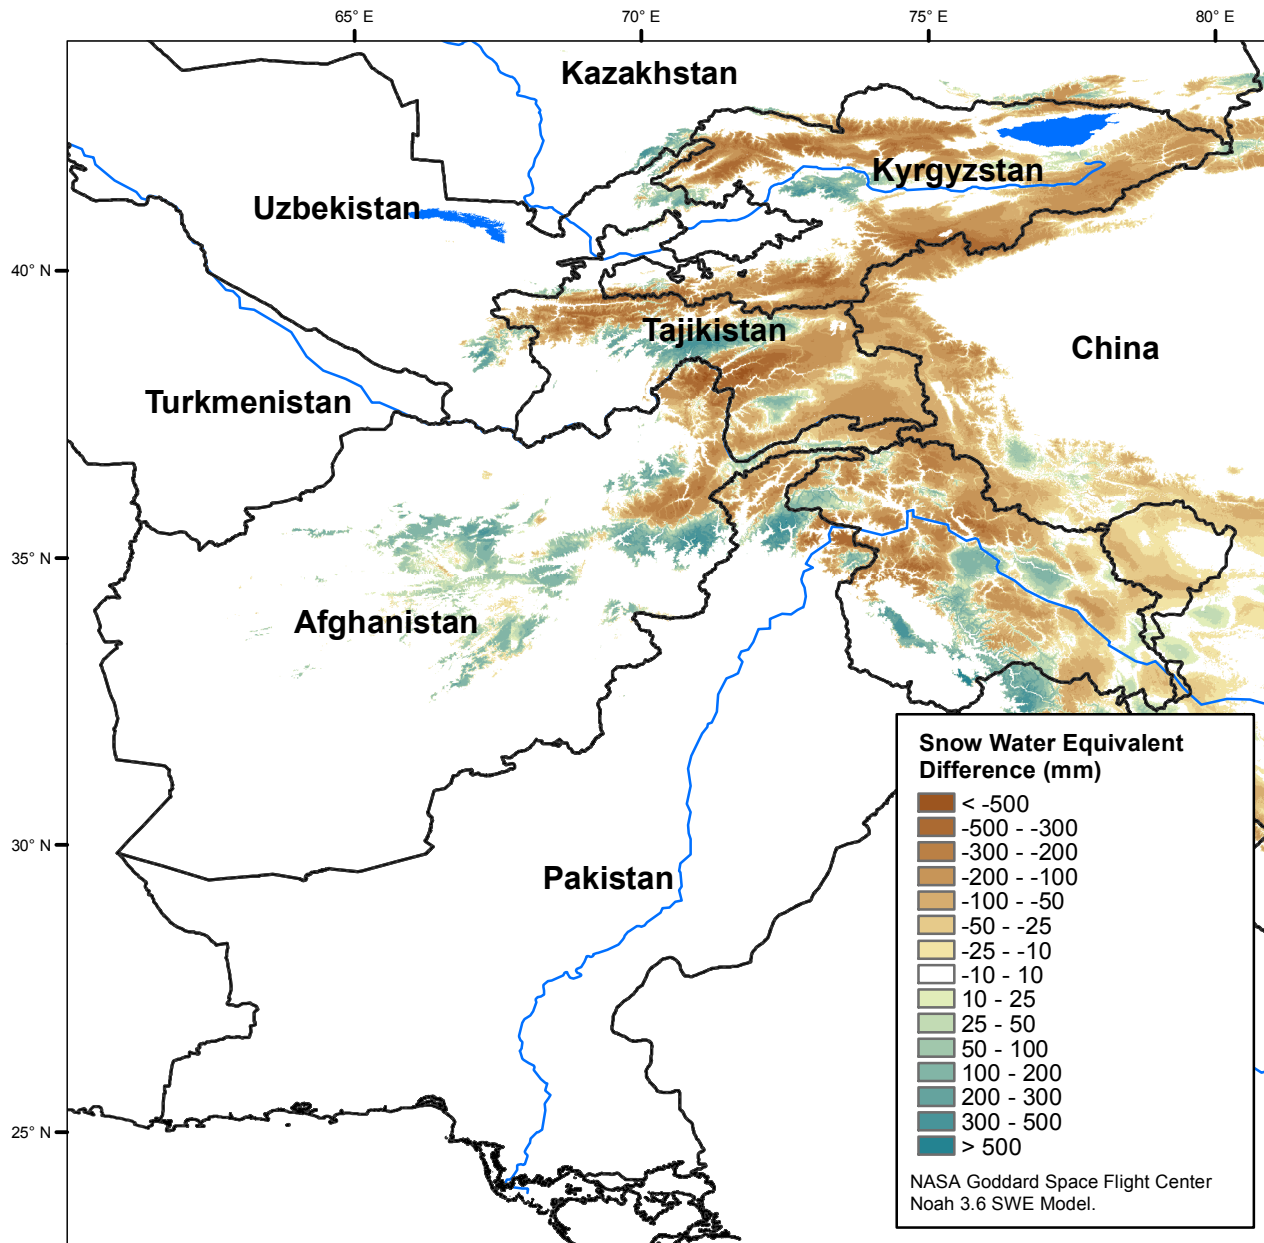 65° E
70° E
75° E
80° E
Kazakhstan
Kyrgyzstan
Uzbekistan
40° N
Tajikistan
China
Turkmenistan
35° N
Afghanistan
Snow Water Equivalent
Difference (mm)
< -500
-500 - -300
-300 - -200
-200 - -100
-100 - -50
-50 - -25
-25 - -10
-10 - 10
10 - 25
25 - 50
50 - 100
100 - 200
200 - 300
300 - 500
> 500
NASA Goddard Space Flight Center
Noah 3.6 SWE Model.
30° N
Pakistan
25° N